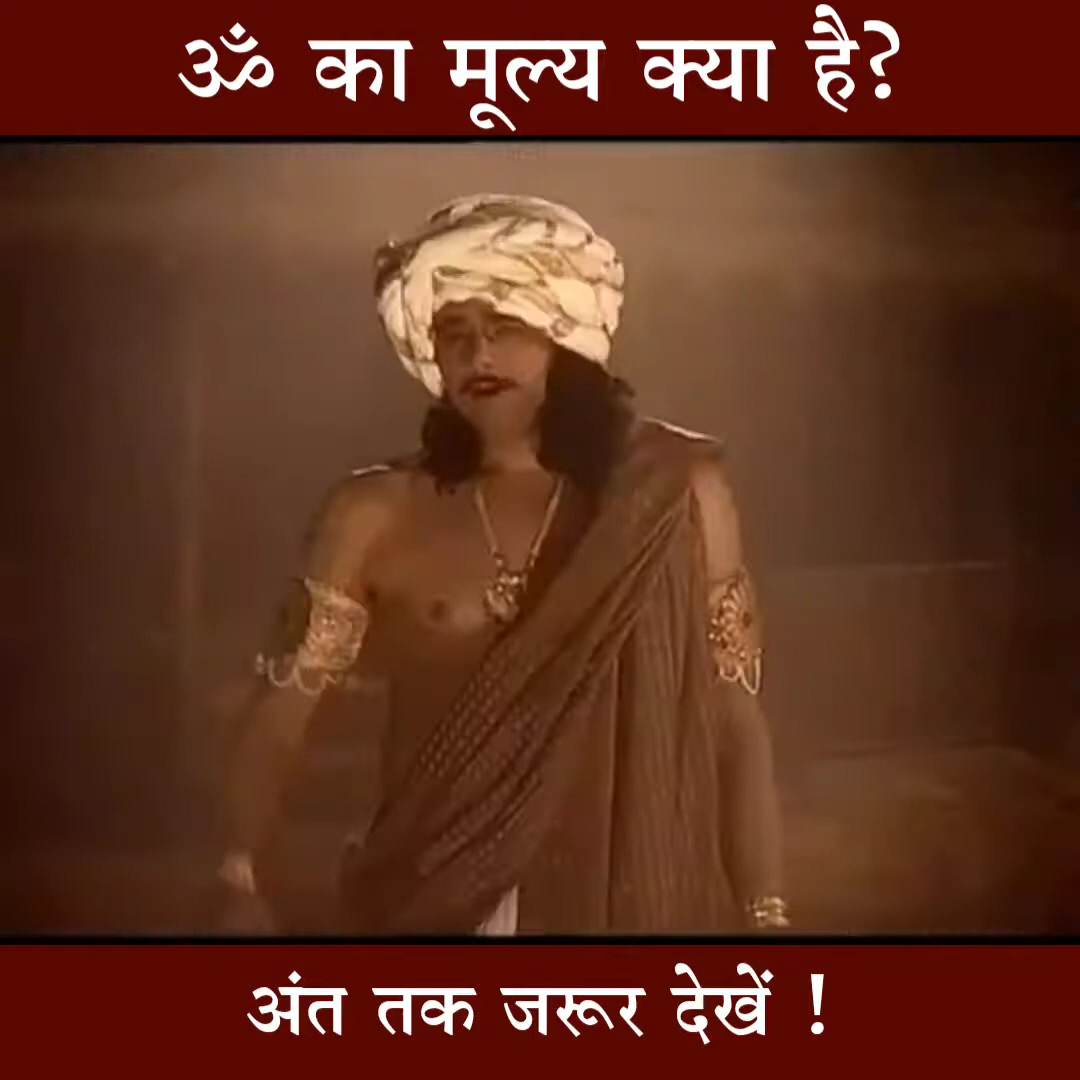 ॐ का मूल्य क्या है?
अंत तक जरूर देखें !